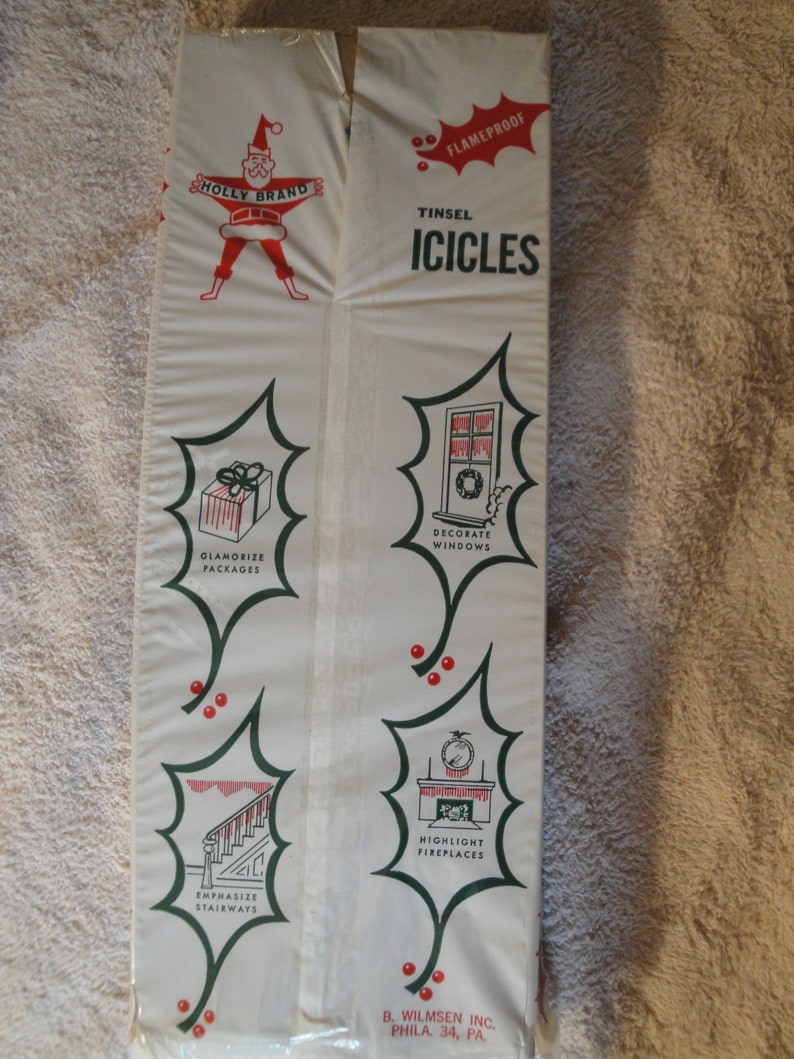 HOLLY BRAND
FLAMEPROOF
TINSEL
ICICLES
GLAMORIZE
PACKAGES
DECORATE
WINDOWS
EMPHASIZE
STAIRWAYS
HIGHLIGHT
FIREPLACES
B. WILMSEN INC.
PHILA. 34, PA.